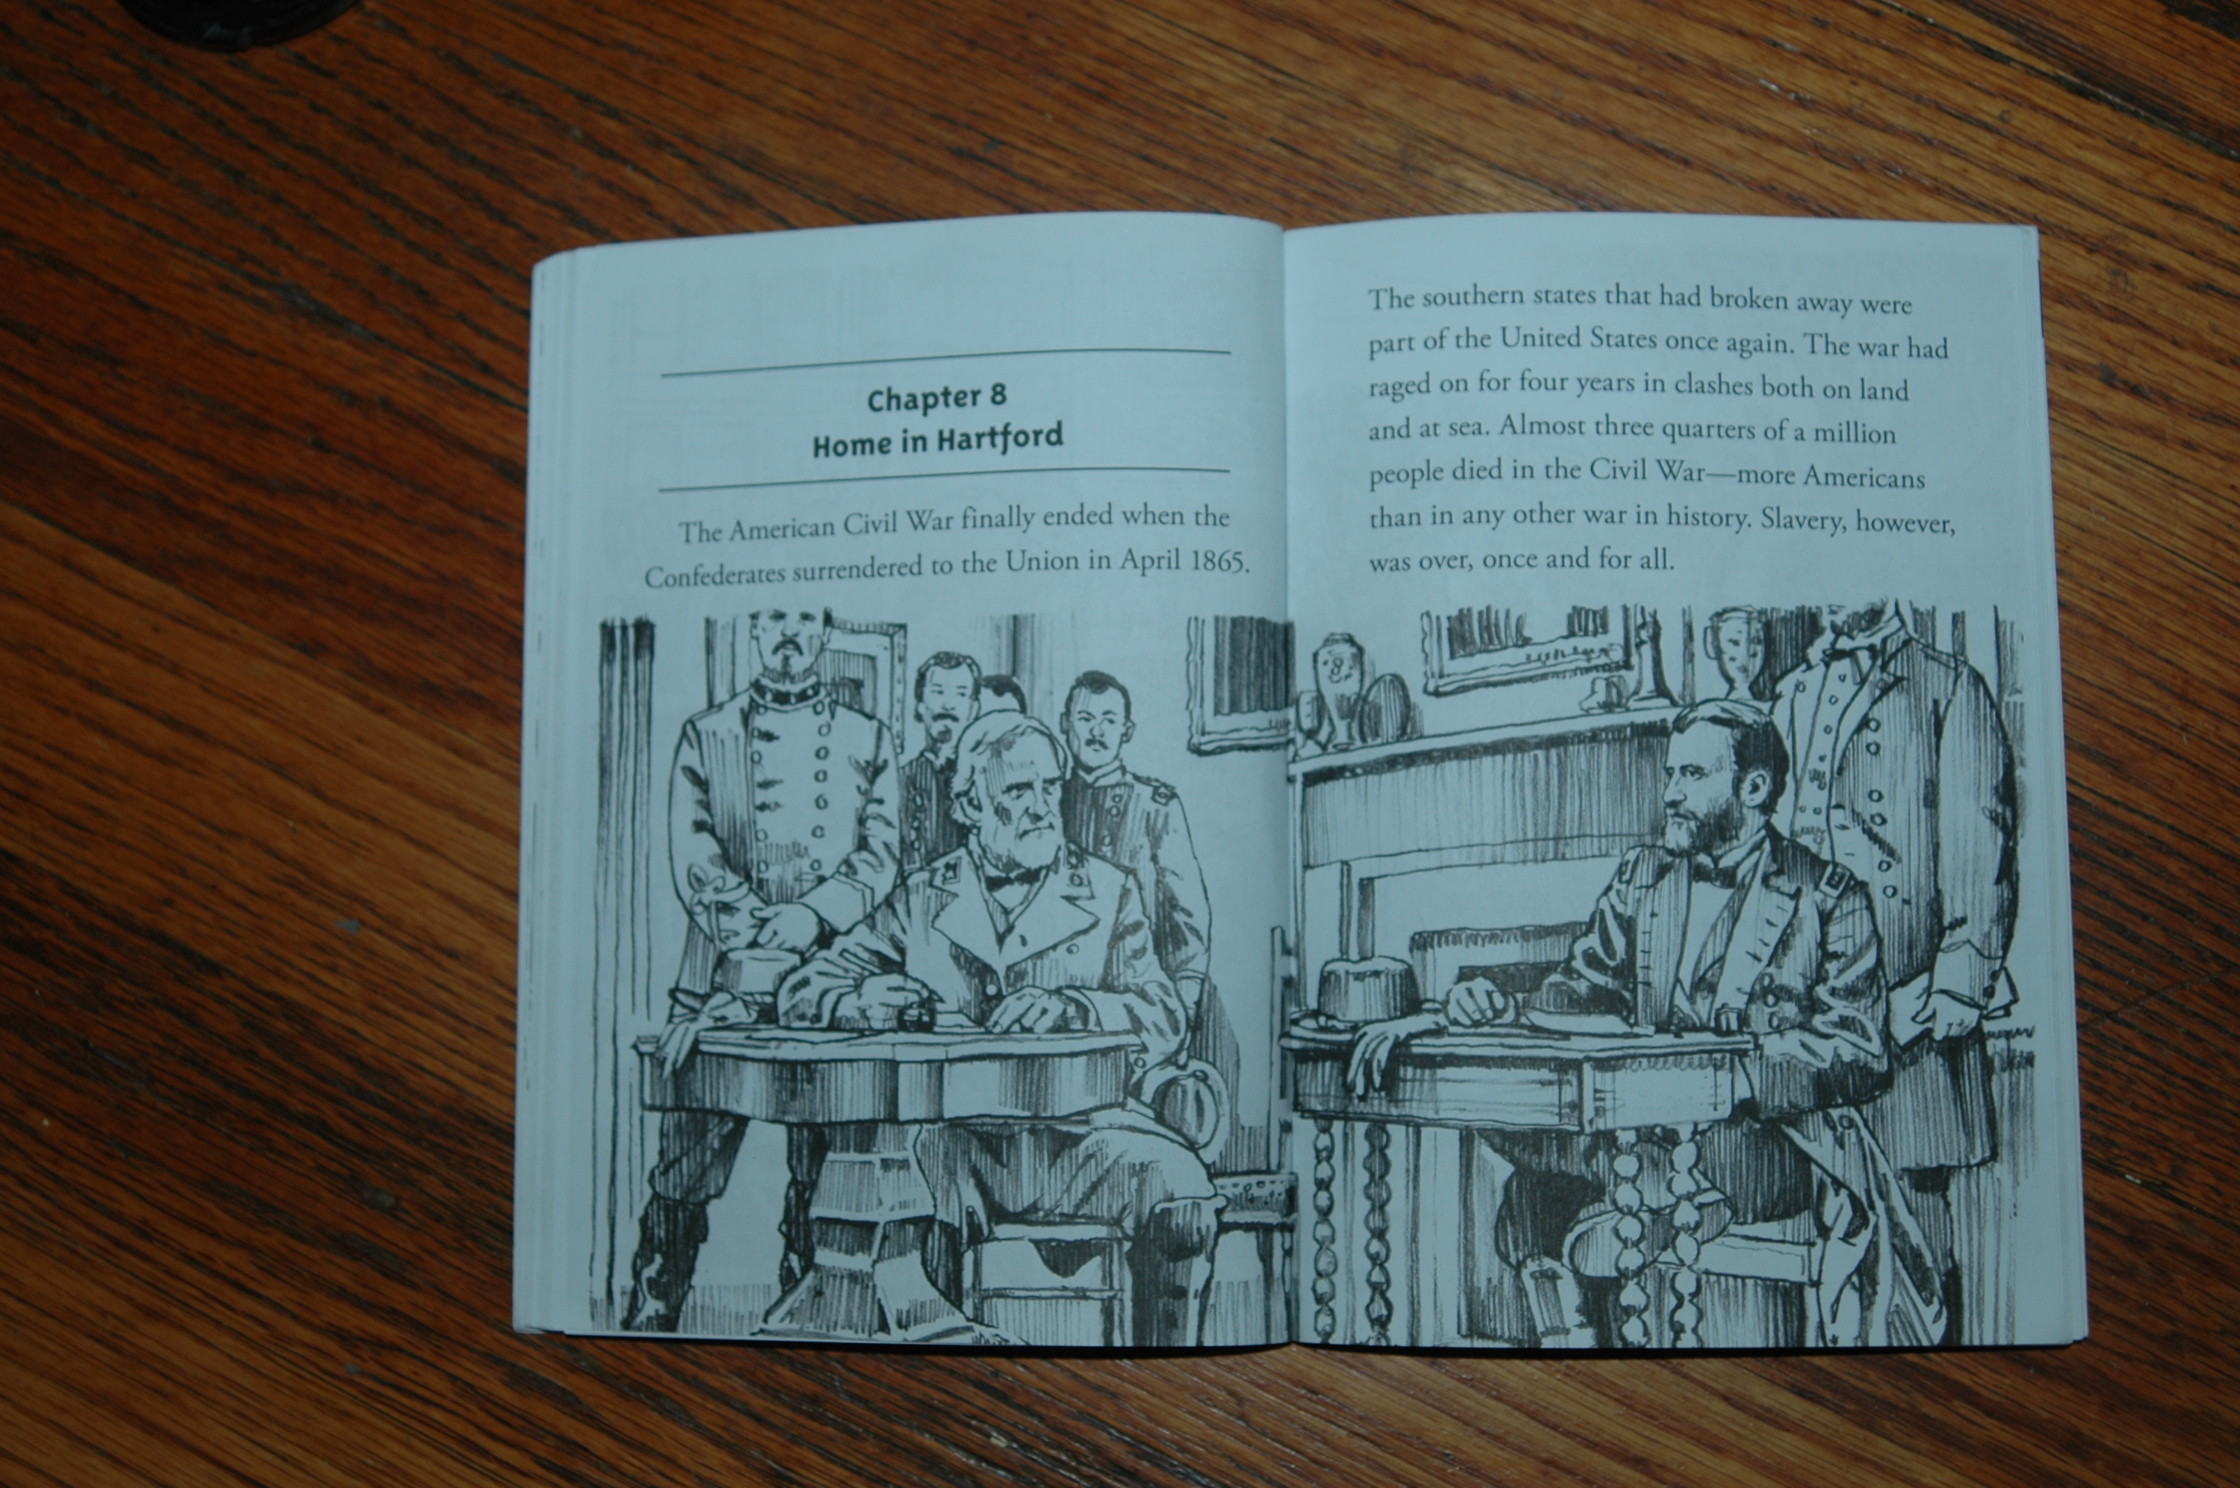 Chapter 8
Home in Hartford
The American Civil War finally ended when the
Confederates surrendered to the Union in April 1865.
The southern states that had broken away were
part of the United States once again. The war had
raged on for four years in clashes both on land
and at sea. Almost three quarters of a million
people died in the Civil War—more Americans
than in any other war in history. Slavery, however,
was over, once and for all.